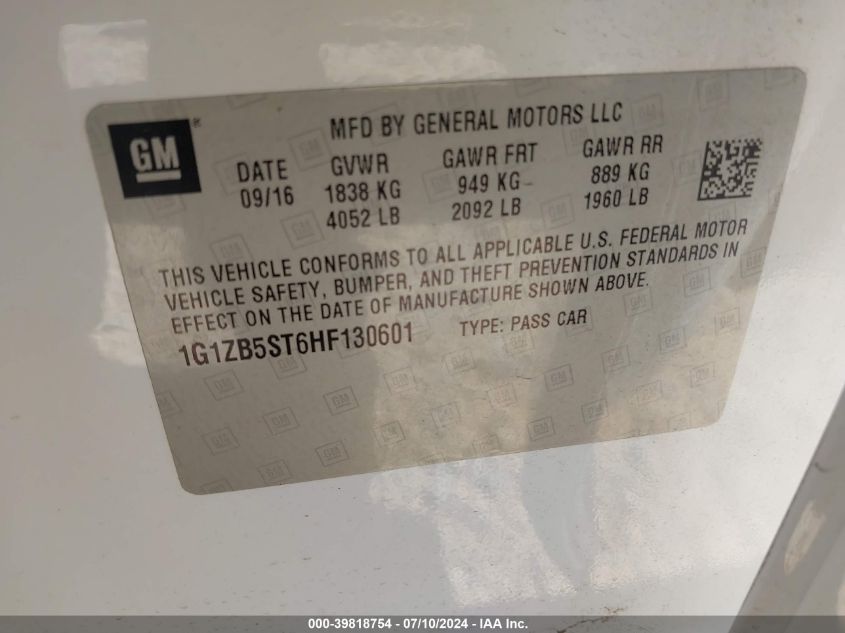 GM ®
MFD BY GENERAL MOTORS LLC
DATE GVWR GAWR FRT GAWR RR
09/16 1838 KG 949 KG 889 KG
4052 LB 2092 LB 1960 LB
THIS VEHICLE CONFORMS TO ALL APPLICABLE U.S. FEDERAL MOTOR
VEHICLE SAFETY, BUMPER, AND THEFT PREVENTION STANDARDS IN
EFFECT ON THE DATE OF MANUFACTURE SHOWN ABOVE.
1G1ZB5ST6HF130601 TYPE: PASS CAR
000-39818754 / 07/10/2024 - IAA Inc.